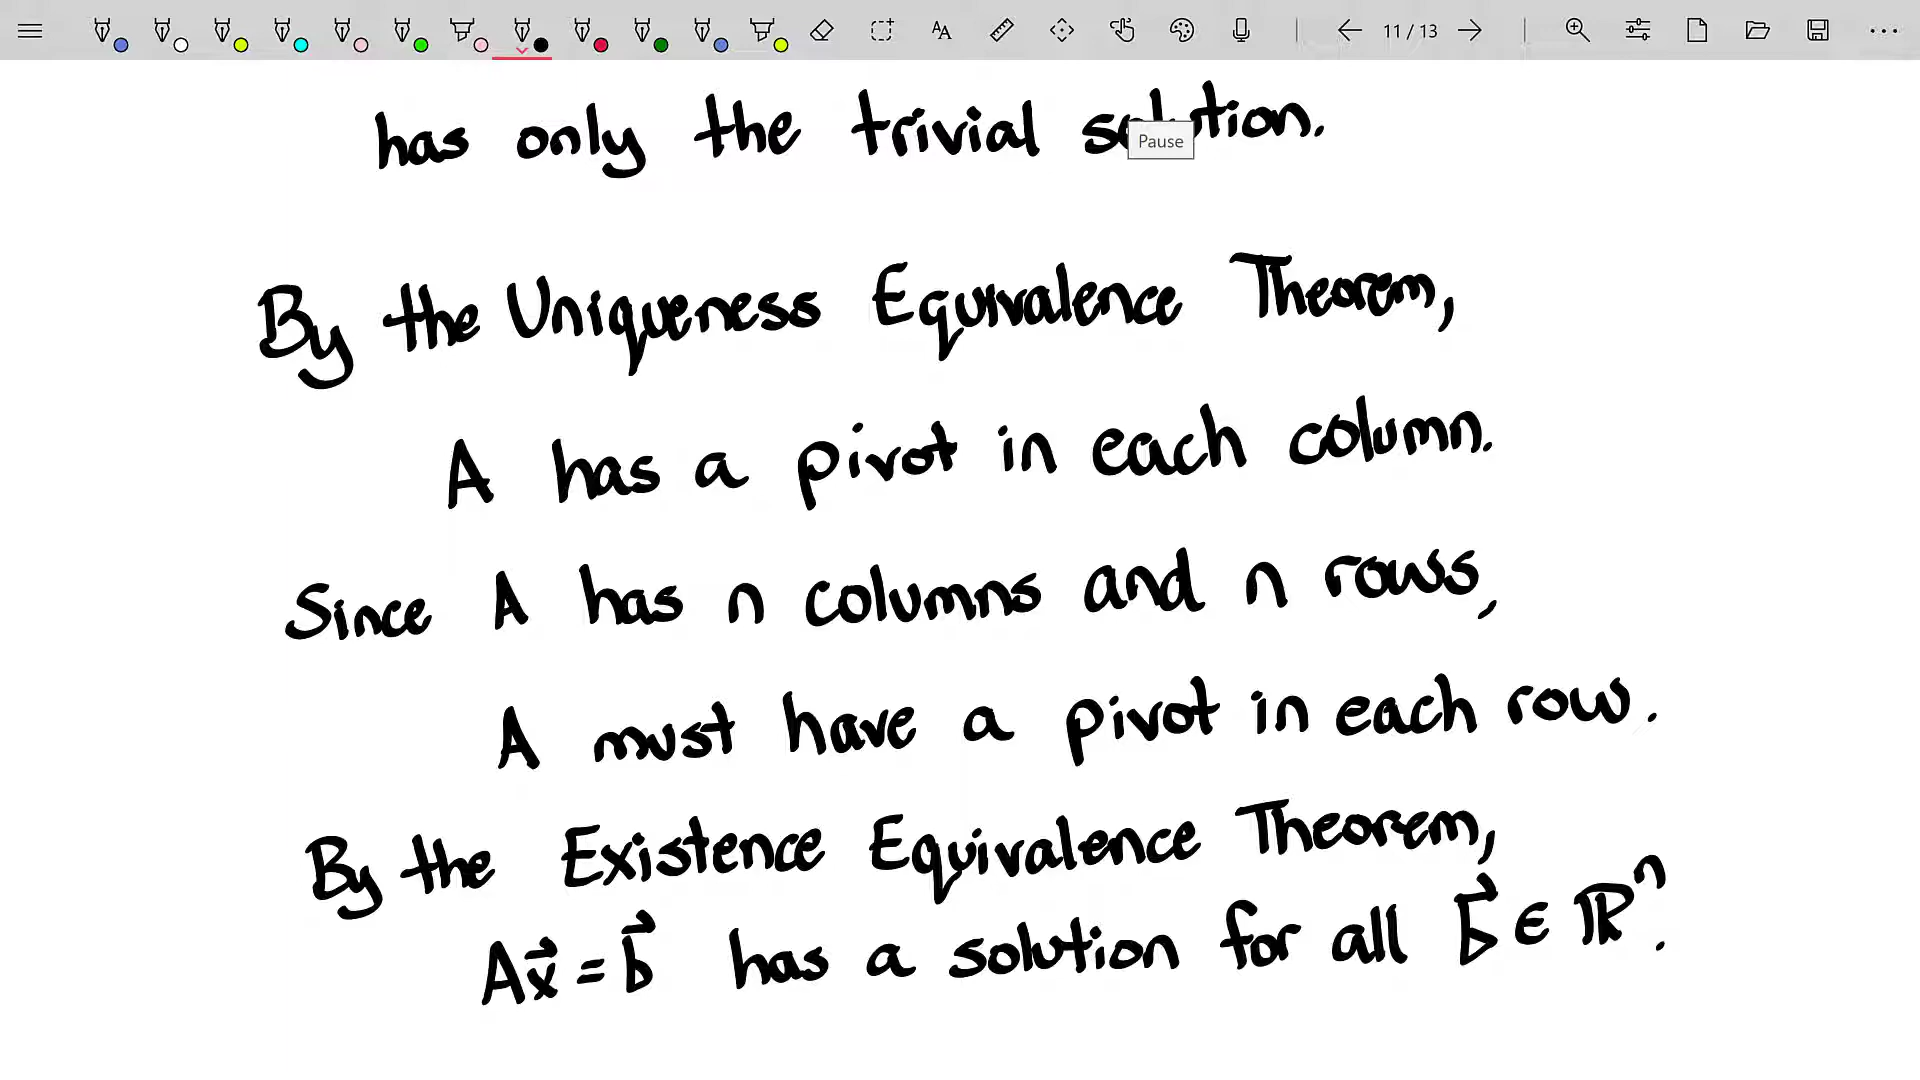 11 / 13
has only the trivial solution.
Pause
By the Uniqueness Equivalence Theorem,
A has a pivot in each column.
Since A has n columns and n rows,
A must have a pivot in each row.
By the Existence Equivalence Theorem,
Ax⃗ = b⃗ has a solution for all b⃗ ∈ ℝⁿ.